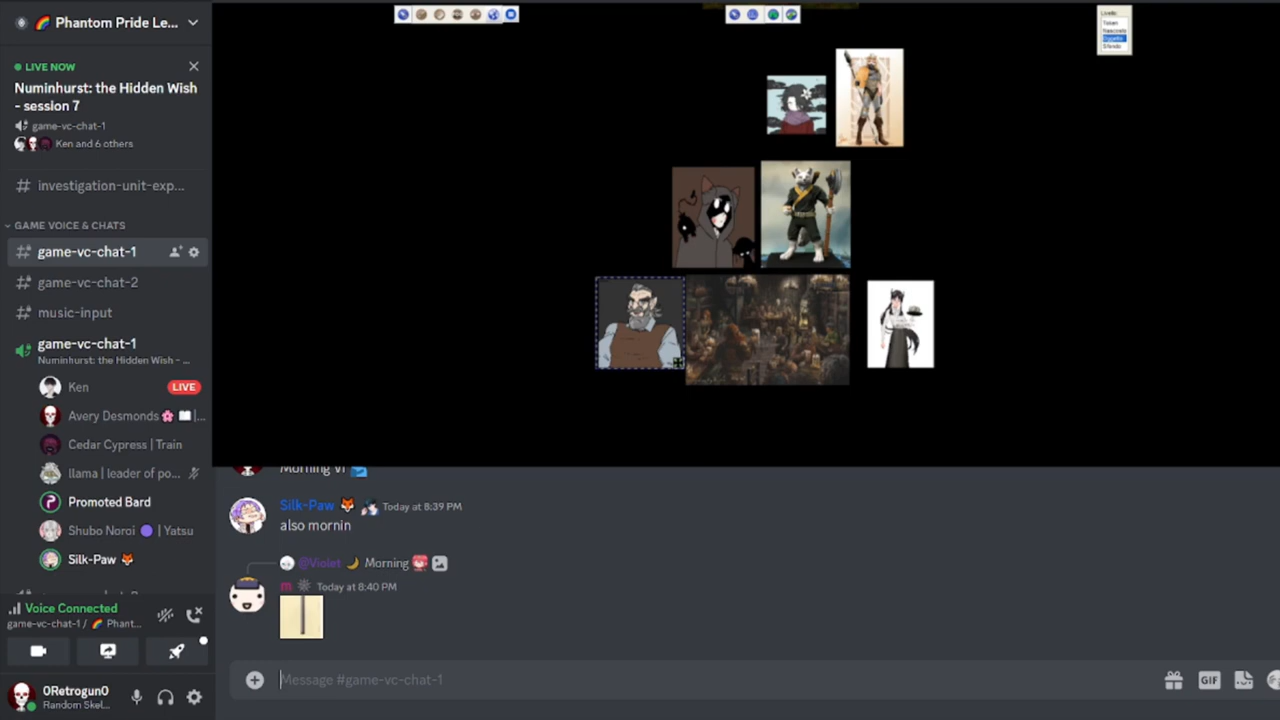 Phantom Pride Le...
LIVE NOW
Numinhurst: the Hidden Wish
- session 7
game-vc-chat-1
Ken and 6 others
investigation-unit-exp...
GAME VOICE & CHATS
game-vc-chat-1
game-vc-chat-2
music-input
game-vc-chat-1
Numinhurst: the Hidden Wish - ...
Ken
LIVE
Avery Desmonds
Cedar Cypress | Train
llama | leader of po...
Promoted Bard
Shubo Noroi | Yatsu
Silk-Paw
Voice Connected
game-vc-chat-1 / Phant...
0Retrogun0
Random Skel...
Livello:
Token
Nascosto
Oggetto
Sfondo
Morning Vi
Silk-Paw Today at 8:39 PM
also mornin
@Violet Morning
m Today at 8:40 PM
Message #game-vc-chat-1
GIF